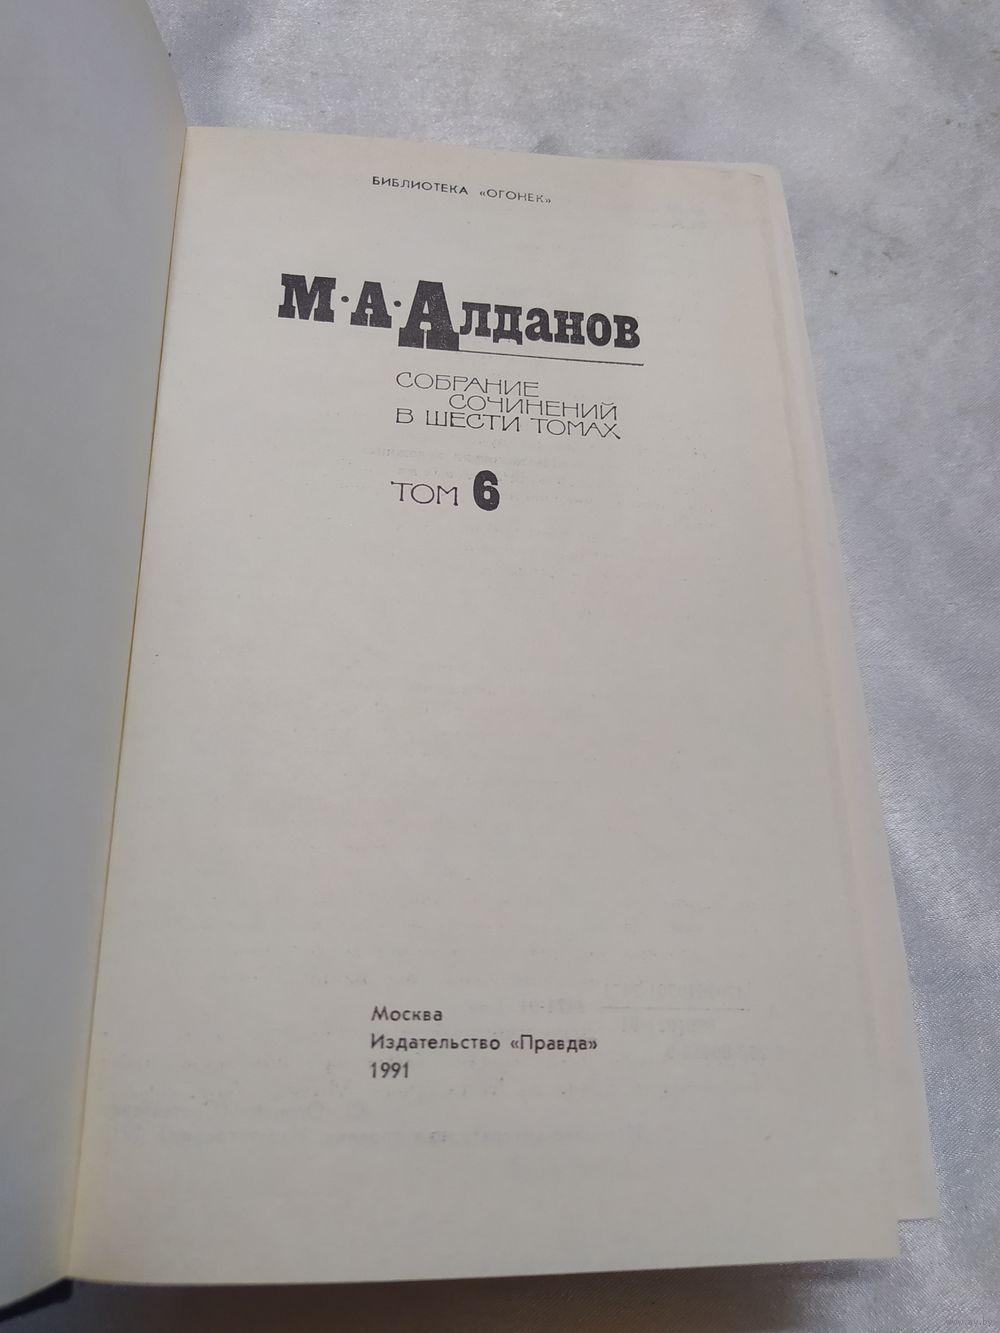 БИБЛИОТЕКА «ОГОНЕК»
М·А·Алданов
СОБРАНИЕ
СОЧИНЕНИЙ
В ШЕСТИ ТОМАХ
ТОМ 6
Москва
Издательство «Правда»
1991